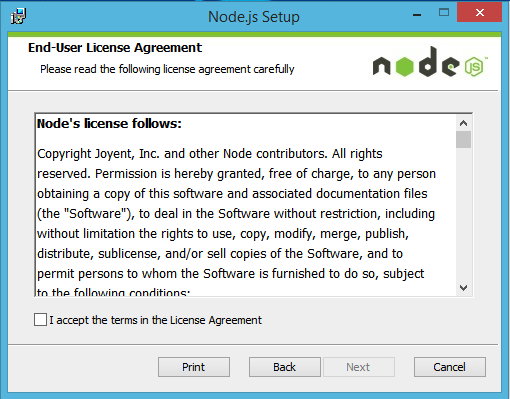 Node.js Setup
End-User License Agreement
Please read the following license agreement carefully
node
JS
Node's license follows:
Copyright Joyent, Inc. and other Node contributors. All rights
reserved. Permission is hereby granted, free of charge, to any person
obtaining a copy of this software and associated documentation files
(the "Software"), to deal in the Software without restriction, including
without limitation the rights to use, copy, modify, merge, publish,
distribute, sublicense, and/or sell copies of the Software, and to
permit persons to whom the Software is furnished to do so, subject
to the following conditions:
I accept the terms in the License Agreement
Print
Back
Next
Cancel